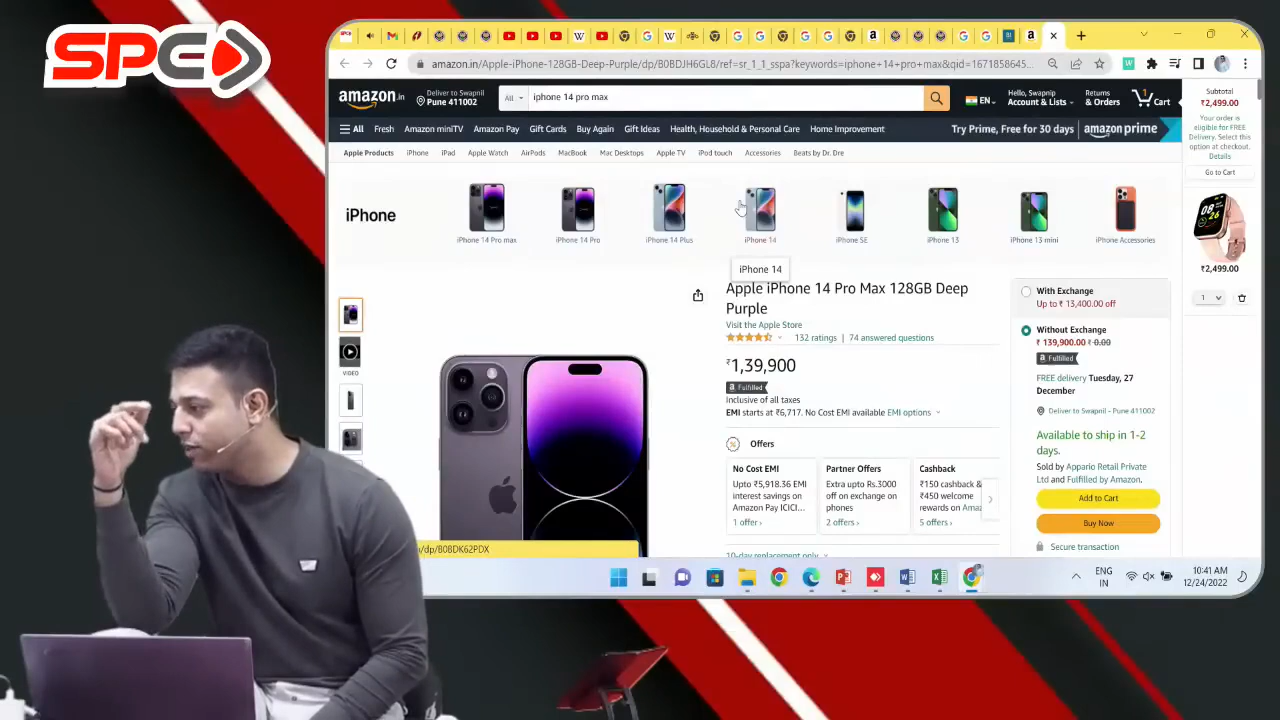 SPED
amazon.in/Apple-iPhone-128GB-Deep-Purple/dp/B0BDJH6GL8/ref=sr_1_1_sspa?keywords=iphone+14+pro+max&qid=1671858645...
amazon.in
Deliver to Swapnil
Pune 411002
All
iphone 14 pro max
EN
Hello, Swapnip
Account & Lists
Returns
& Orders
Cart
Subtotal
₹2,499.00
Your order is
eligible for FREE
Delivery. Select this
option at checkout.
Details
Go to Cart
₹2,499.00
1
All
Fresh
Amazon miniTV
Amazon Pay
Gift Cards
Buy Again
Gift Ideas
Health, Household & Personal Care
Home Improvement
Try Prime, Free for 30 days
amazon prime
Apple Products
iPhone
iPad
Apple Watch
AirPods
MacBook
Mac Desktops
Apple TV
iPod touch
Accessories
Beats by Dr. Dre
iPhone
iPhone 14 Pro max
iPhone 14 Pro
iPhone 14 Plus
iPhone 14
iPhone SE
iPhone 13
iPhone 13 mini
iPhone Accessories
iPhone 14
VIDEO
Apple iPhone 14 Pro Max 128GB Deep
Purple
Visit the Apple Store
132 ratings | 74 answered questions
₹1,39,900
Fulfilled
Inclusive of all taxes
EMI starts at ₹6,717. No Cost EMI available EMI options
Offers
No Cost EMI
Upto ₹5,918.36 EMI
interest savings on
Amazon Pay ICICI...
1 offer ›
Partner Offers
Extra upto Rs.3000
off on exchange on
phones
2 offers ›
Cashback
₹150 cashback &
₹450 welcome
rewards on Amaz
5 offers ›
10-day replacement only
With Exchange
Up to ₹ 13,400.00 off
Without Exchange
₹ 139,900.00 ₹ 0.00
Fulfilled
FREE delivery Tuesday, 27
December
Deliver to Swapnil - Pune 411002
Available to ship in 1-2
days.
Sold by Appario Retail Private
Ltd and Fulfilled by Amazon.
Add to Cart
Buy Now
Secure transaction
/dp/B0BDK62PDX
ENG
IN
10:41 AM
12/24/2022